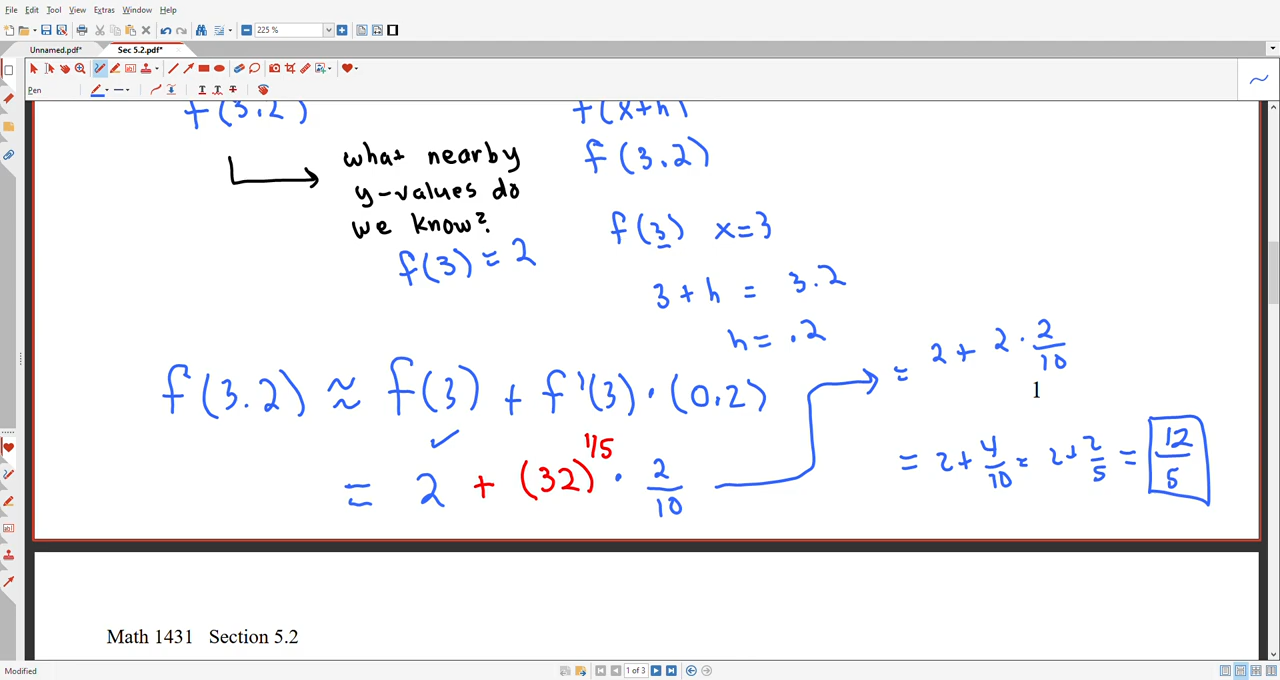 File Edit Tool View Extras Window Help
225 %
Unnamed.pdf* Sec 5.2.pdf*
Pen
f(3.2)
f(x+h)
what nearby
y-values do
we know?
f(3) = 2
f(3.2)
f(3) x=3
3+h = 3.2
h = .2
f(3.2) ≈ f(3) + f'(3)·(0.2)
= 2 + (32)^1/5 · 2/10
= 2 + 2 · 2/10
1
= 2 + 4/10 = 2 + 2/5 = 12/5
Math 1431 Section 5.2
Modified
1 of 3